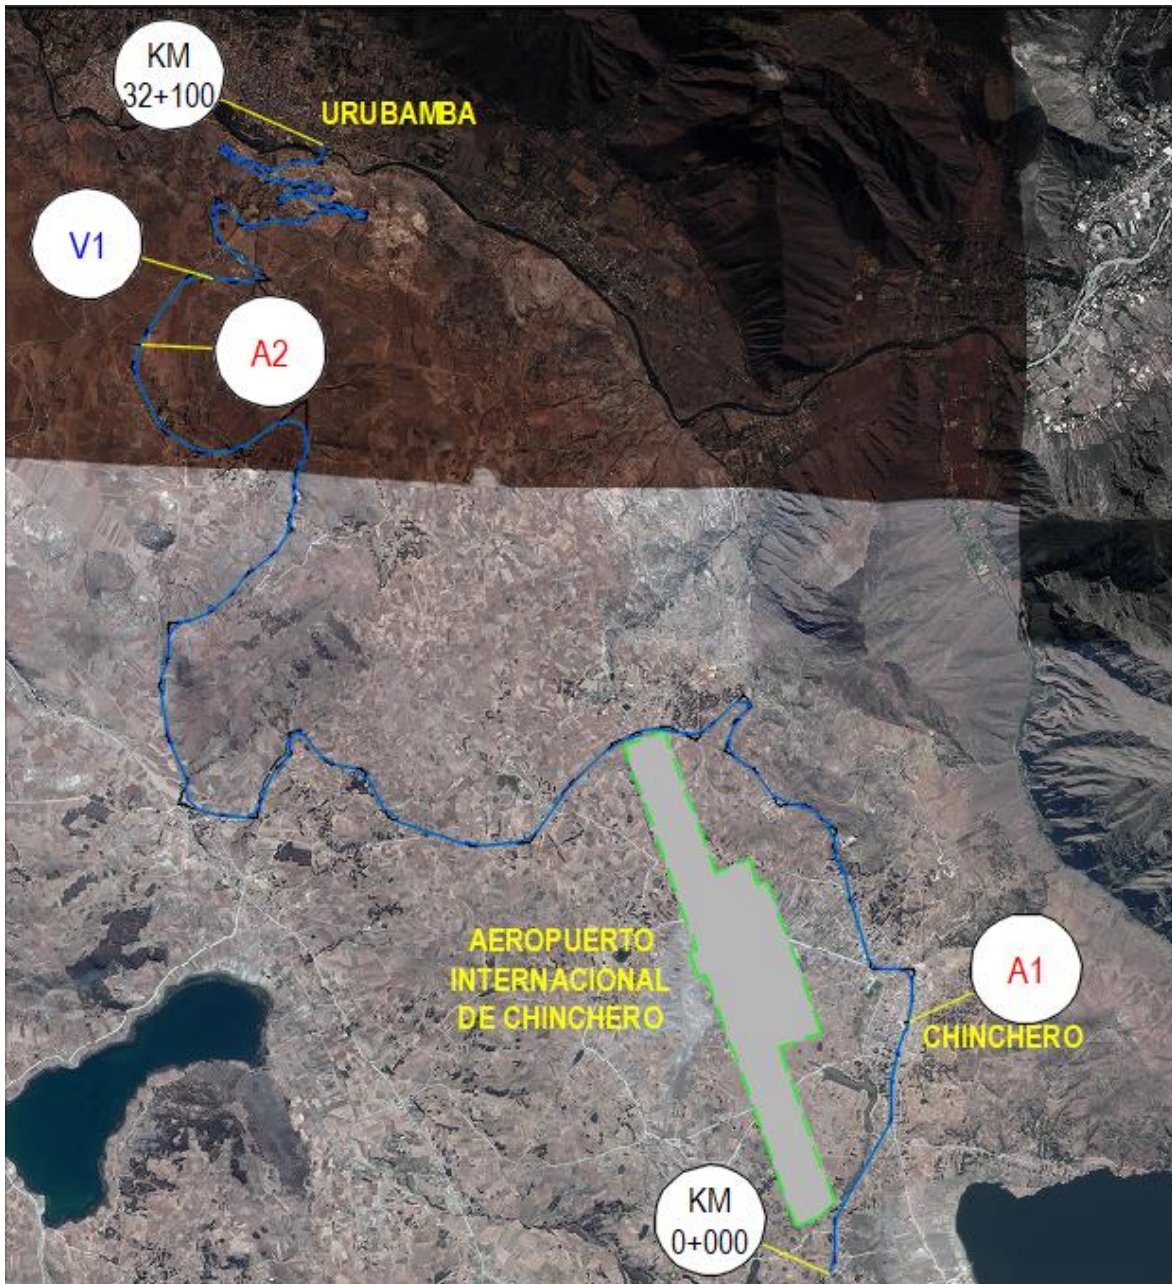 KM
32+100
URUBAMBA
V1
A2
AEROPUERTO
INTERNACIONAL
DE CHINCHERO
A1
CHINCHERO
KM
0+000